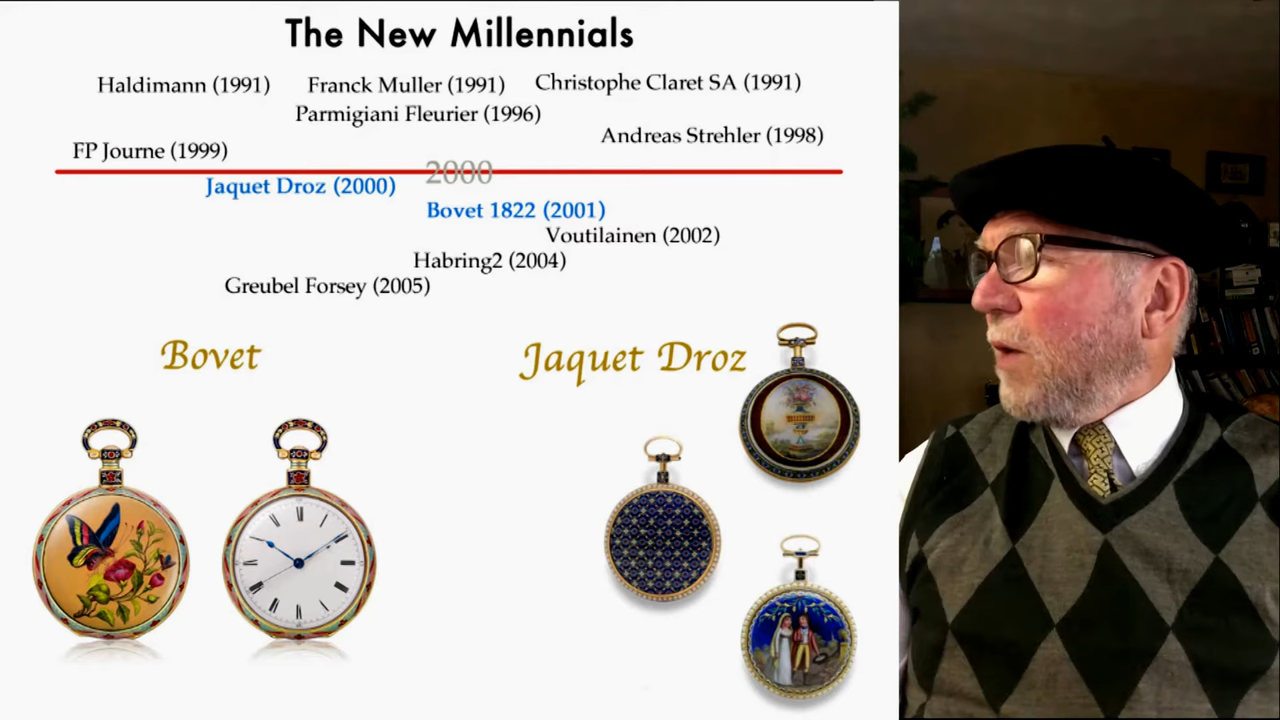 The New Millennials
Haldimann (1991) Franck Muller (1991) Christophe Claret SA (1991)
Parmigiani Fleurier (1996)
Andreas Strehler (1998)
FP Journe (1999)
2000
Jaquet Droz (2000)
Bovet 1822 (2001)
Voutilainen (2002)
Habring2 (2004)
Greubel Forsey (2005)
Bovet Jaquet Droz